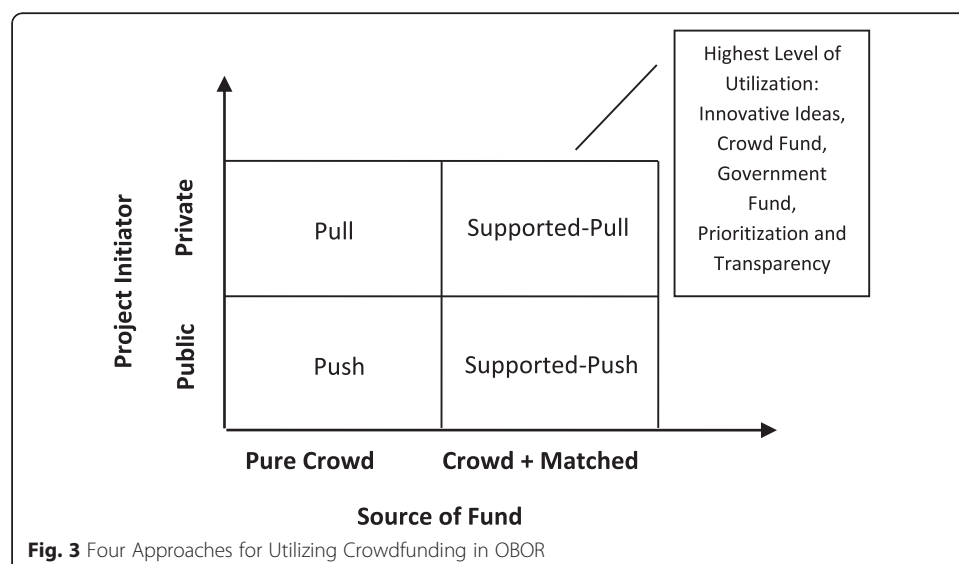 Highest Level of
Utilization:
Innovative Ideas,
Crowd Fund,
Government
Fund,
Prioritization and
Transparency
Project Initiator
Private
Public
Pull
Supported-Pull
Push
Supported-Push
Pure Crowd
Crowd + Matched
Source of Fund
Fig. 3 Four Approaches for Utilizing Crowdfunding in OBOR